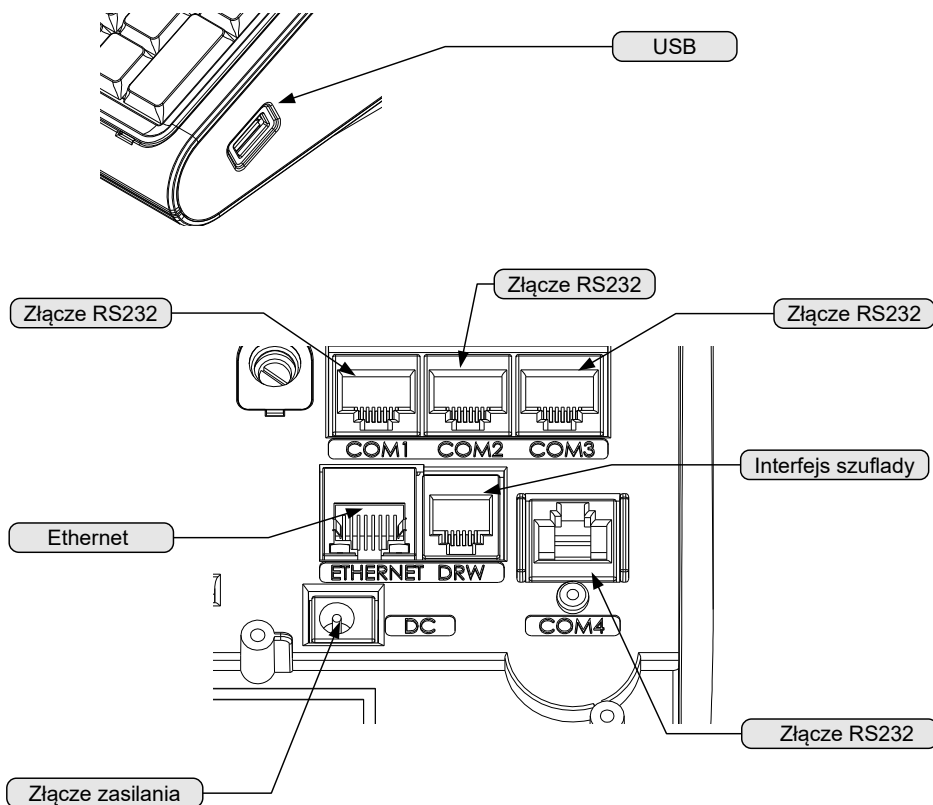 USB
Złącze RS232
Złącze RS232
Złącze RS232
COM1 COM2 COM3
Interfejs szuflady
Ethernet
ETHERNET DRW
DC
COM4
Złącze RS232
Złącze zasilania